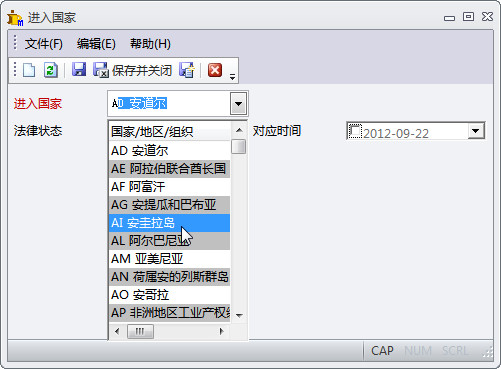 进入国家
文件(F) 编辑(E) 帮助(H)
保存并关闭
进入国家 AD 安道尔
法律状态 国家/地区/组织 对应时间 2012-09-22
AD 安道尔
AE 阿拉伯联合酋长国
AF 阿富汗
AG 安提瓜和巴布亚
AI 安圭拉岛
AL 阿尔巴尼亚
AM 亚美尼亚
AN 荷属安的列斯群岛
AO 安哥拉
AP 非洲地区工业产权
CAP NUM SCRL